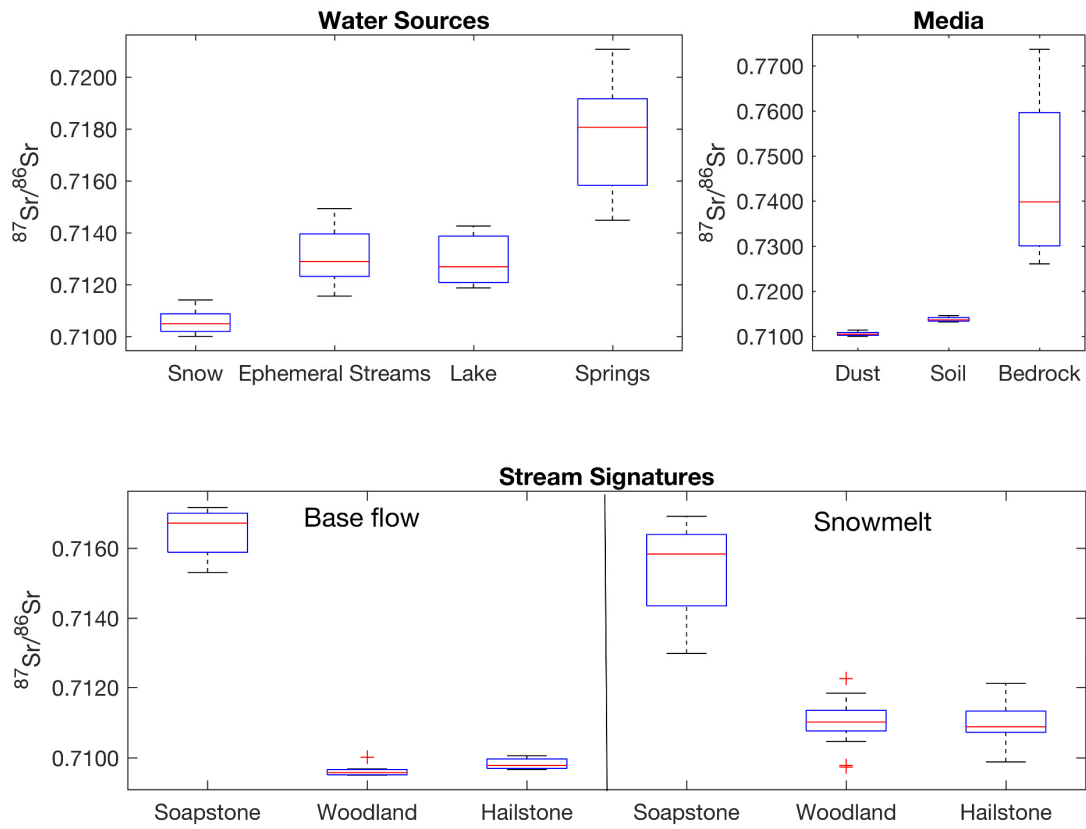 Water Sources
⁸⁷Sr/⁸⁶Sr
0.7200
0.7180
0.7160
0.7140
0.7120
0.7100
Snow Ephemeral Streams Lake Springs
Media
⁸⁷Sr/⁸⁶Sr
0.7700
0.7600
0.7500
0.7400
0.7300
0.7200
0.7100
Dust Soil Bedrock
Stream Signatures
Base flow Snowmelt
⁸⁷Sr/⁸⁶Sr
0.7160
0.7140
0.7120
0.7100
Soapstone Woodland Hailstone Soapstone Woodland Hailstone